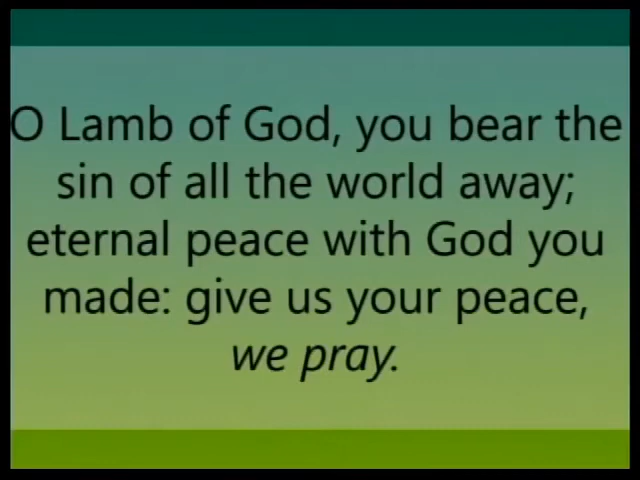 O Lamb of God, you bear the
sin of all the world away;
eternal peace with God you
made: give us your peace,
we pray.